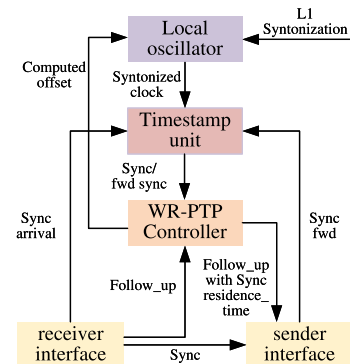 L1
Syntonization
Local
oscillator
Computed
offset
Syntonized
clock
Timestamp
unit
Sync/
fwd sync
Sync
arrival
WR-PTP
Controller
Sync
fwd
Follow_up
Follow_up
with Sync
residence_
time
receiver
interface
Sync
sender
interface